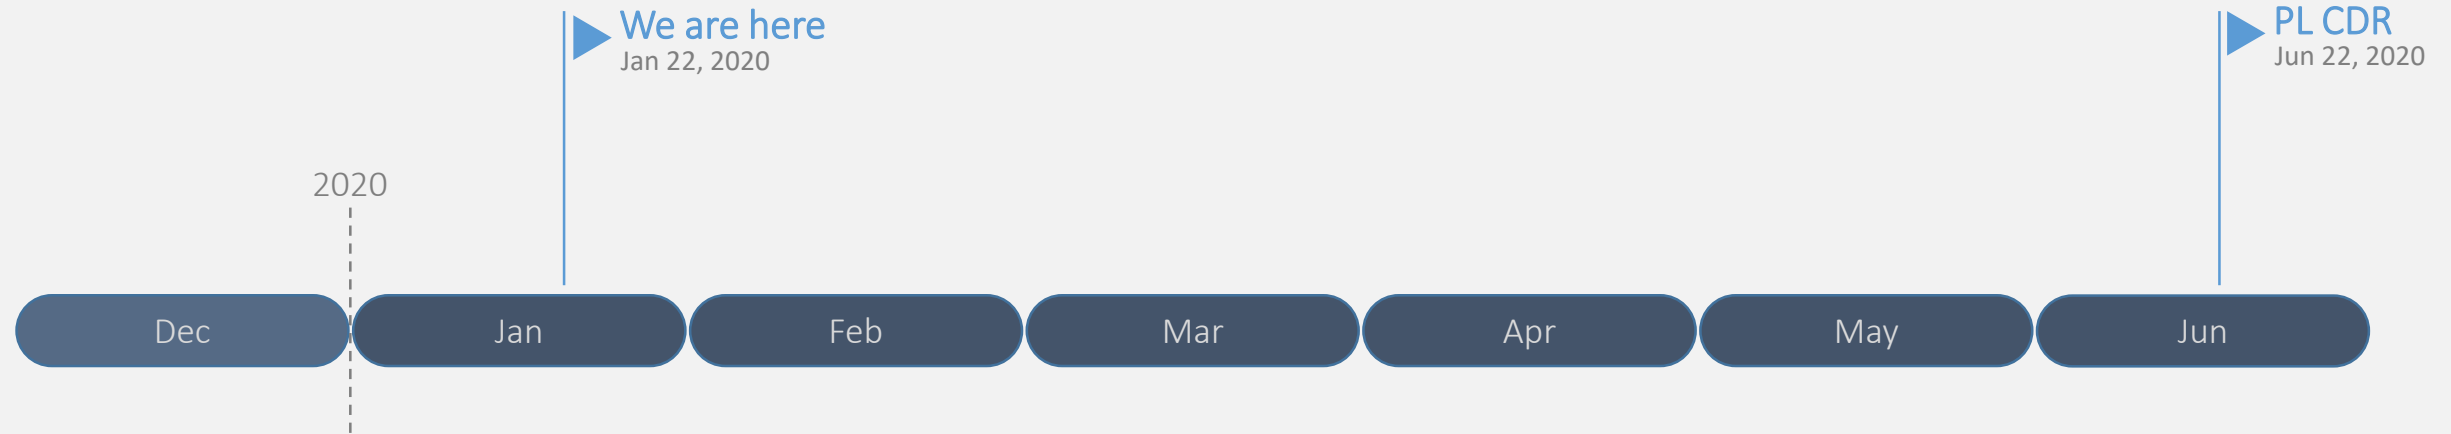 We are here
Jan 22, 2020
PL CDR
Jun 22, 2020
2020
Dec
Jan
Feb
Mar
Apr
May
Jun